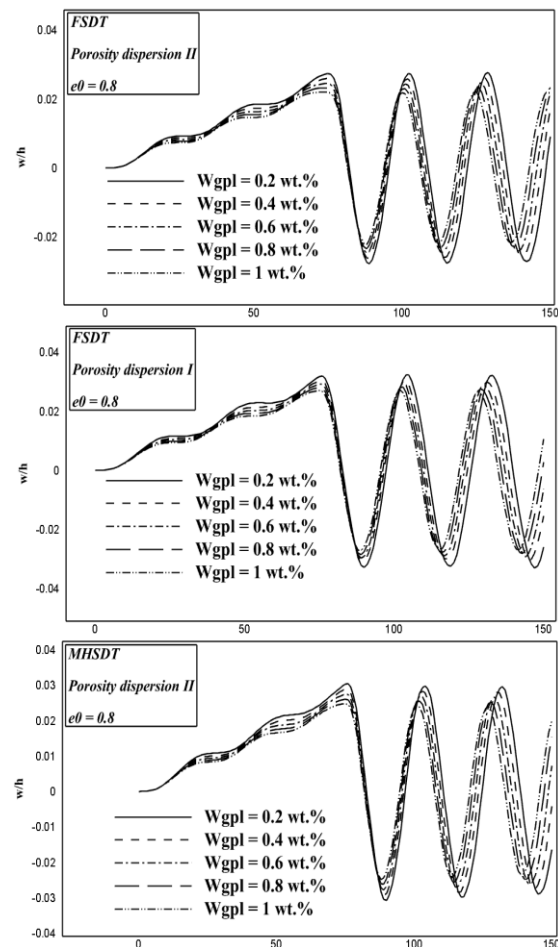 0.04
FSDT
Porosity dispersion II
e0 = 0.8
0.02
w/h
0
-0.02
Wgpl = 0.2 wt.%
Wgpl = 0.4 wt.%
Wgpl = 0.6 wt.%
Wgpl = 0.8 wt.%
Wgpl = 1 wt.%
0 50 100 150
0.04
FSDT
Porosity dispersion I
e0 = 0.8
0.02
w/h
0
-0.02
-0.04
Wgpl = 0.2 wt.%
Wgpl = 0.4 wt.%
Wgpl = 0.6 wt.%
Wgpl = 0.8 wt.%
Wgpl = 1 wt.%
0 50 100 150
0.04
MHSDT
Porosity dispersion II
e0 = 0.8
0.03
0.02
0.01
w/h
0
-0.01
-0.02
-0.03
-0.04
Wgpl = 0.2 wt.%
Wgpl = 0.4 wt.%
Wgpl = 0.6 wt.%
Wgpl = 0.8 wt.%
Wgpl = 1 wt.%
0 50 100 150